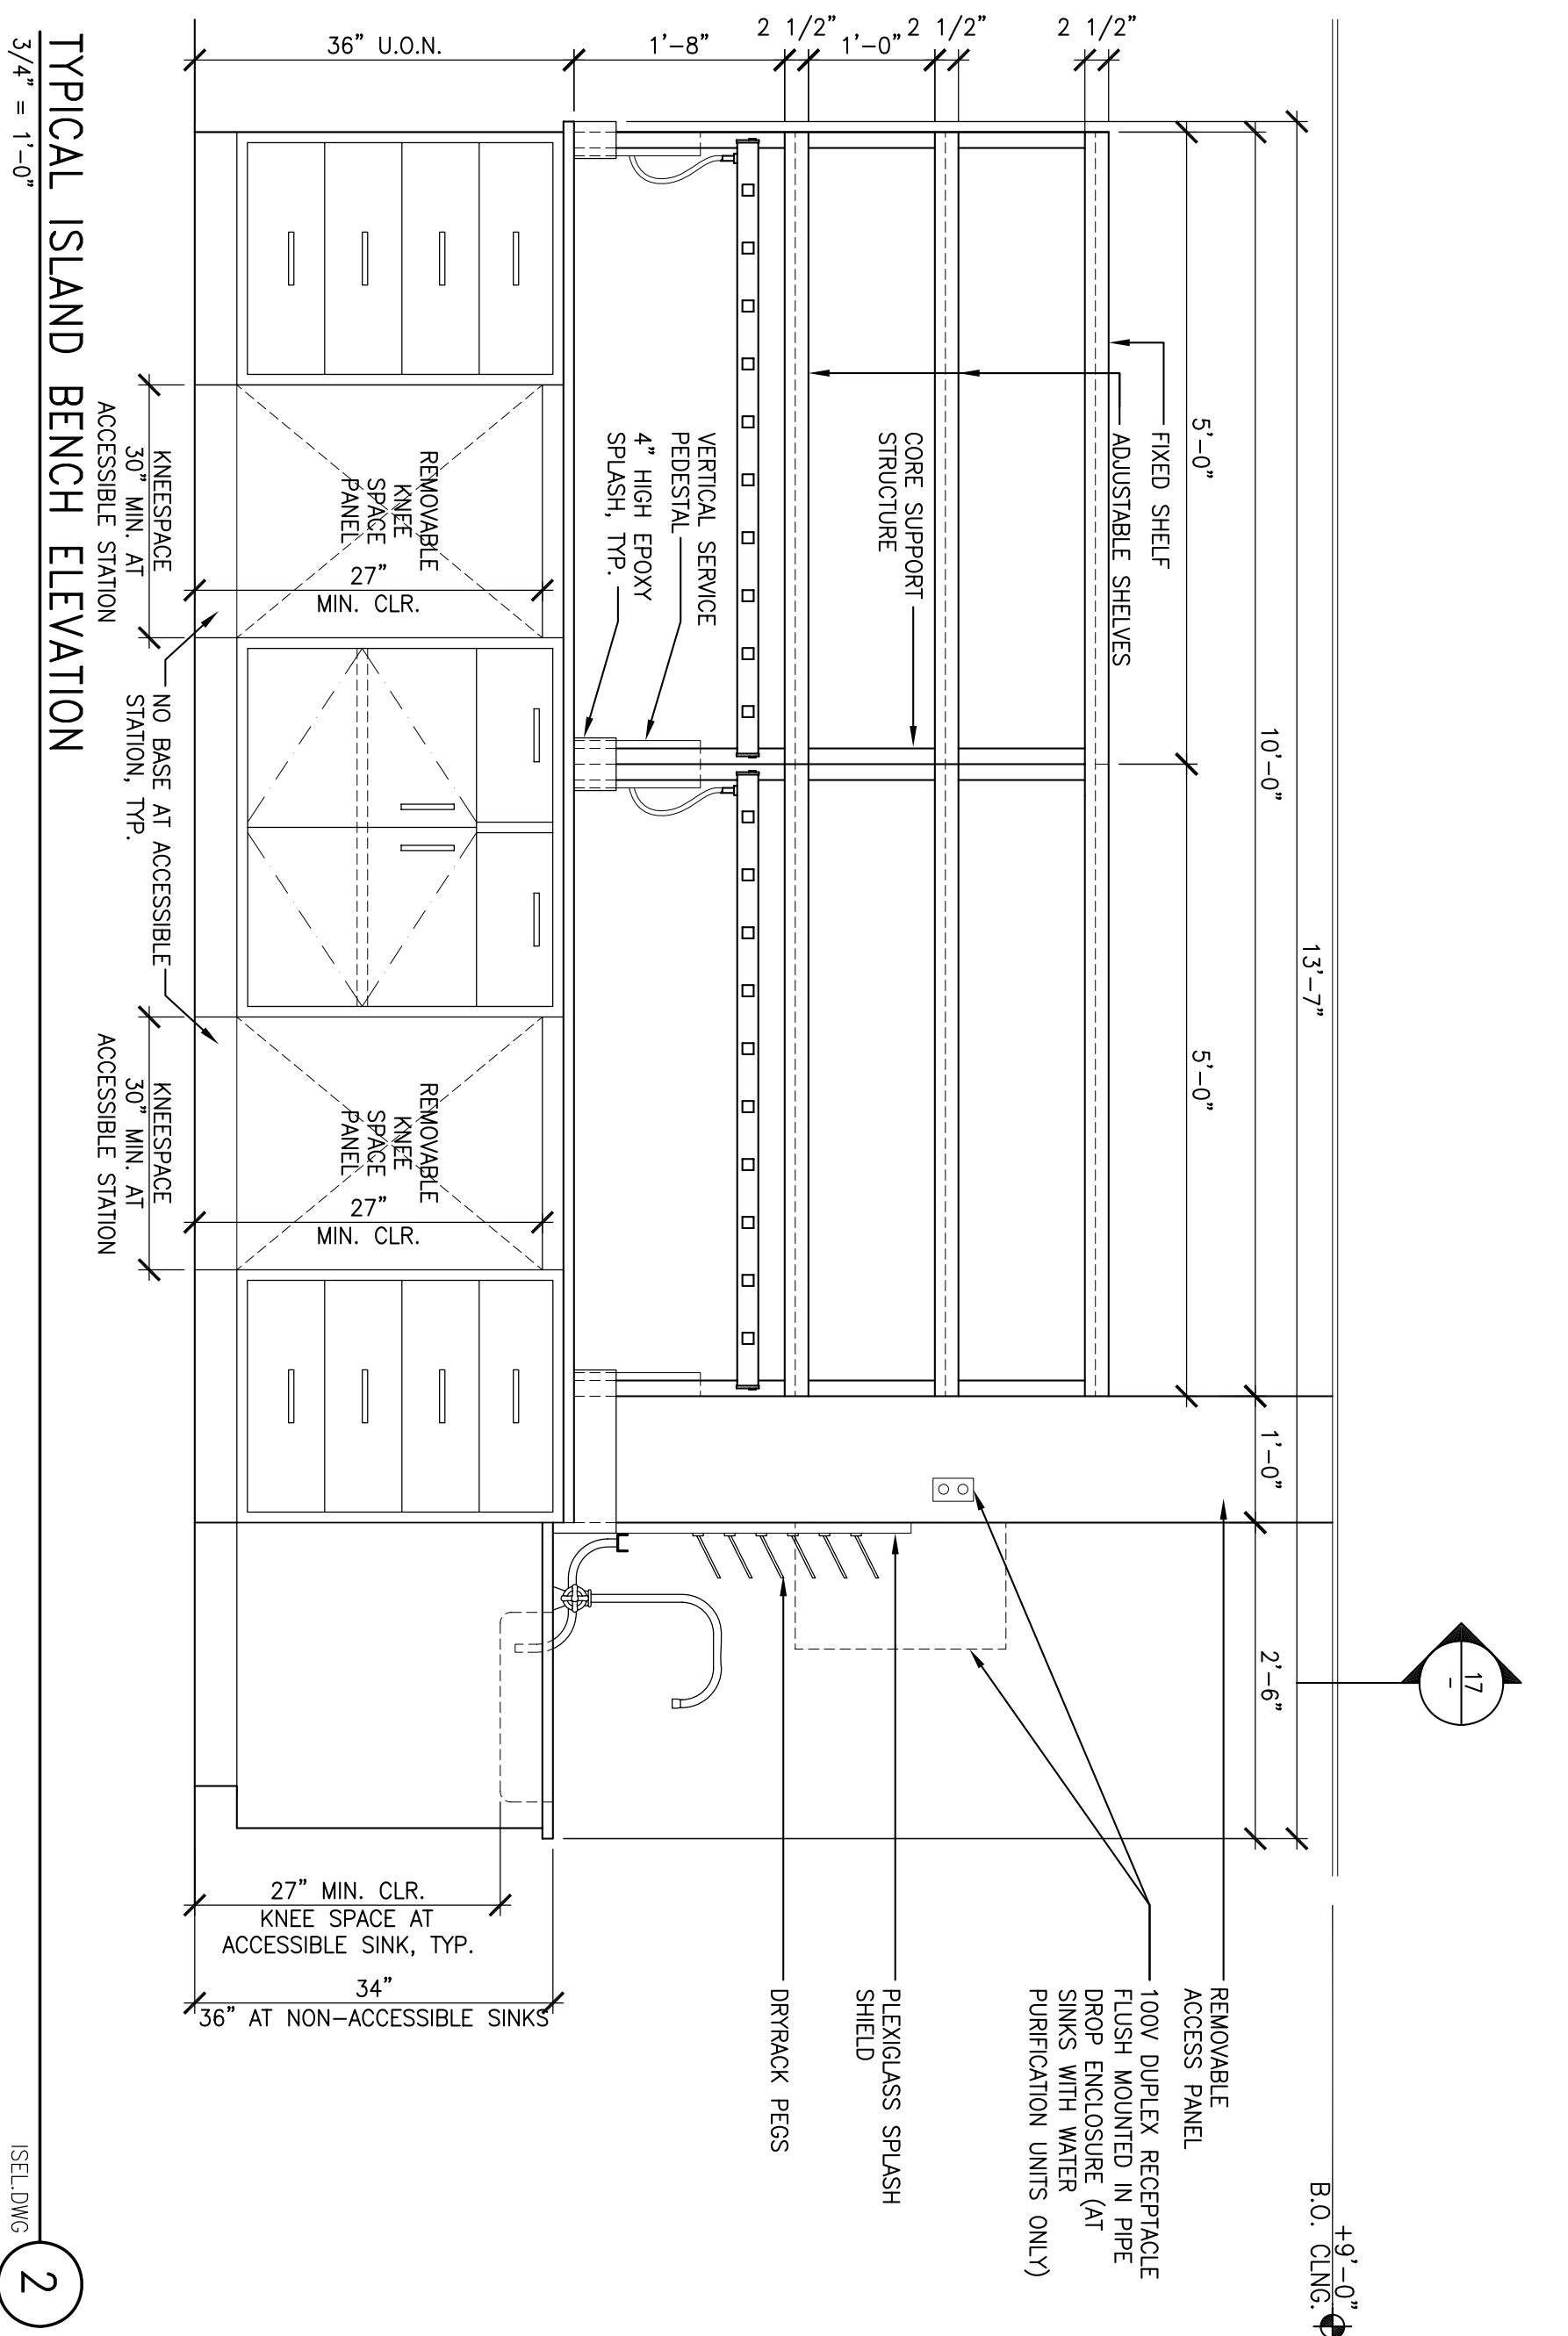 +9'-0"
B.O. CLNG.
17
-
13'-7"
10'-0"
1'-0"
2'-6"
5'-0"
5'-0"
FIXED SHELF
ADJUSTABLE SHELVES
CORE SUPPORT
STRUCTURE
VERTICAL SERVICE
PEDESTAL
4" HIGH EPOXY
SPLASH, TYP.
2 1/2"
2 1/2"
1'-0"
2 1/2"
1'-8"
36" U.O.N.
REMOVABLE
ACCESS PANEL
100V DUPLEX RECEPTACLE
FLUSH MOUNTED IN PIPE
DROP ENCLOSURE (AT
SINKS WITH WATER
PURIFICATION UNITS ONLY)
PLEXIGLASS SPLASH
SHIELD
DRYRACK PEGS
REMOVABLE
KNEE
SPACE
PANEL
27"
MIN. CLR.
REMOVABLE
KNEE
SPACE
PANEL
27"
MIN. CLR.
27" MIN. CLR.
KNEE SPACE AT
ACCESSIBLE SINK, TYP.
34"
36" AT NON-ACCESSIBLE SINKS
KNEESPACE
30" MIN. AT
ACCESSIBLE STATION
NO BASE AT ACCESSIBLE
STATION, TYP.
KNEESPACE
30" MIN. AT
ACCESSIBLE STATION
TYPICAL ISLAND BENCH ELEVATION
3/4" = 1'-0"
ISEL.DWG
2